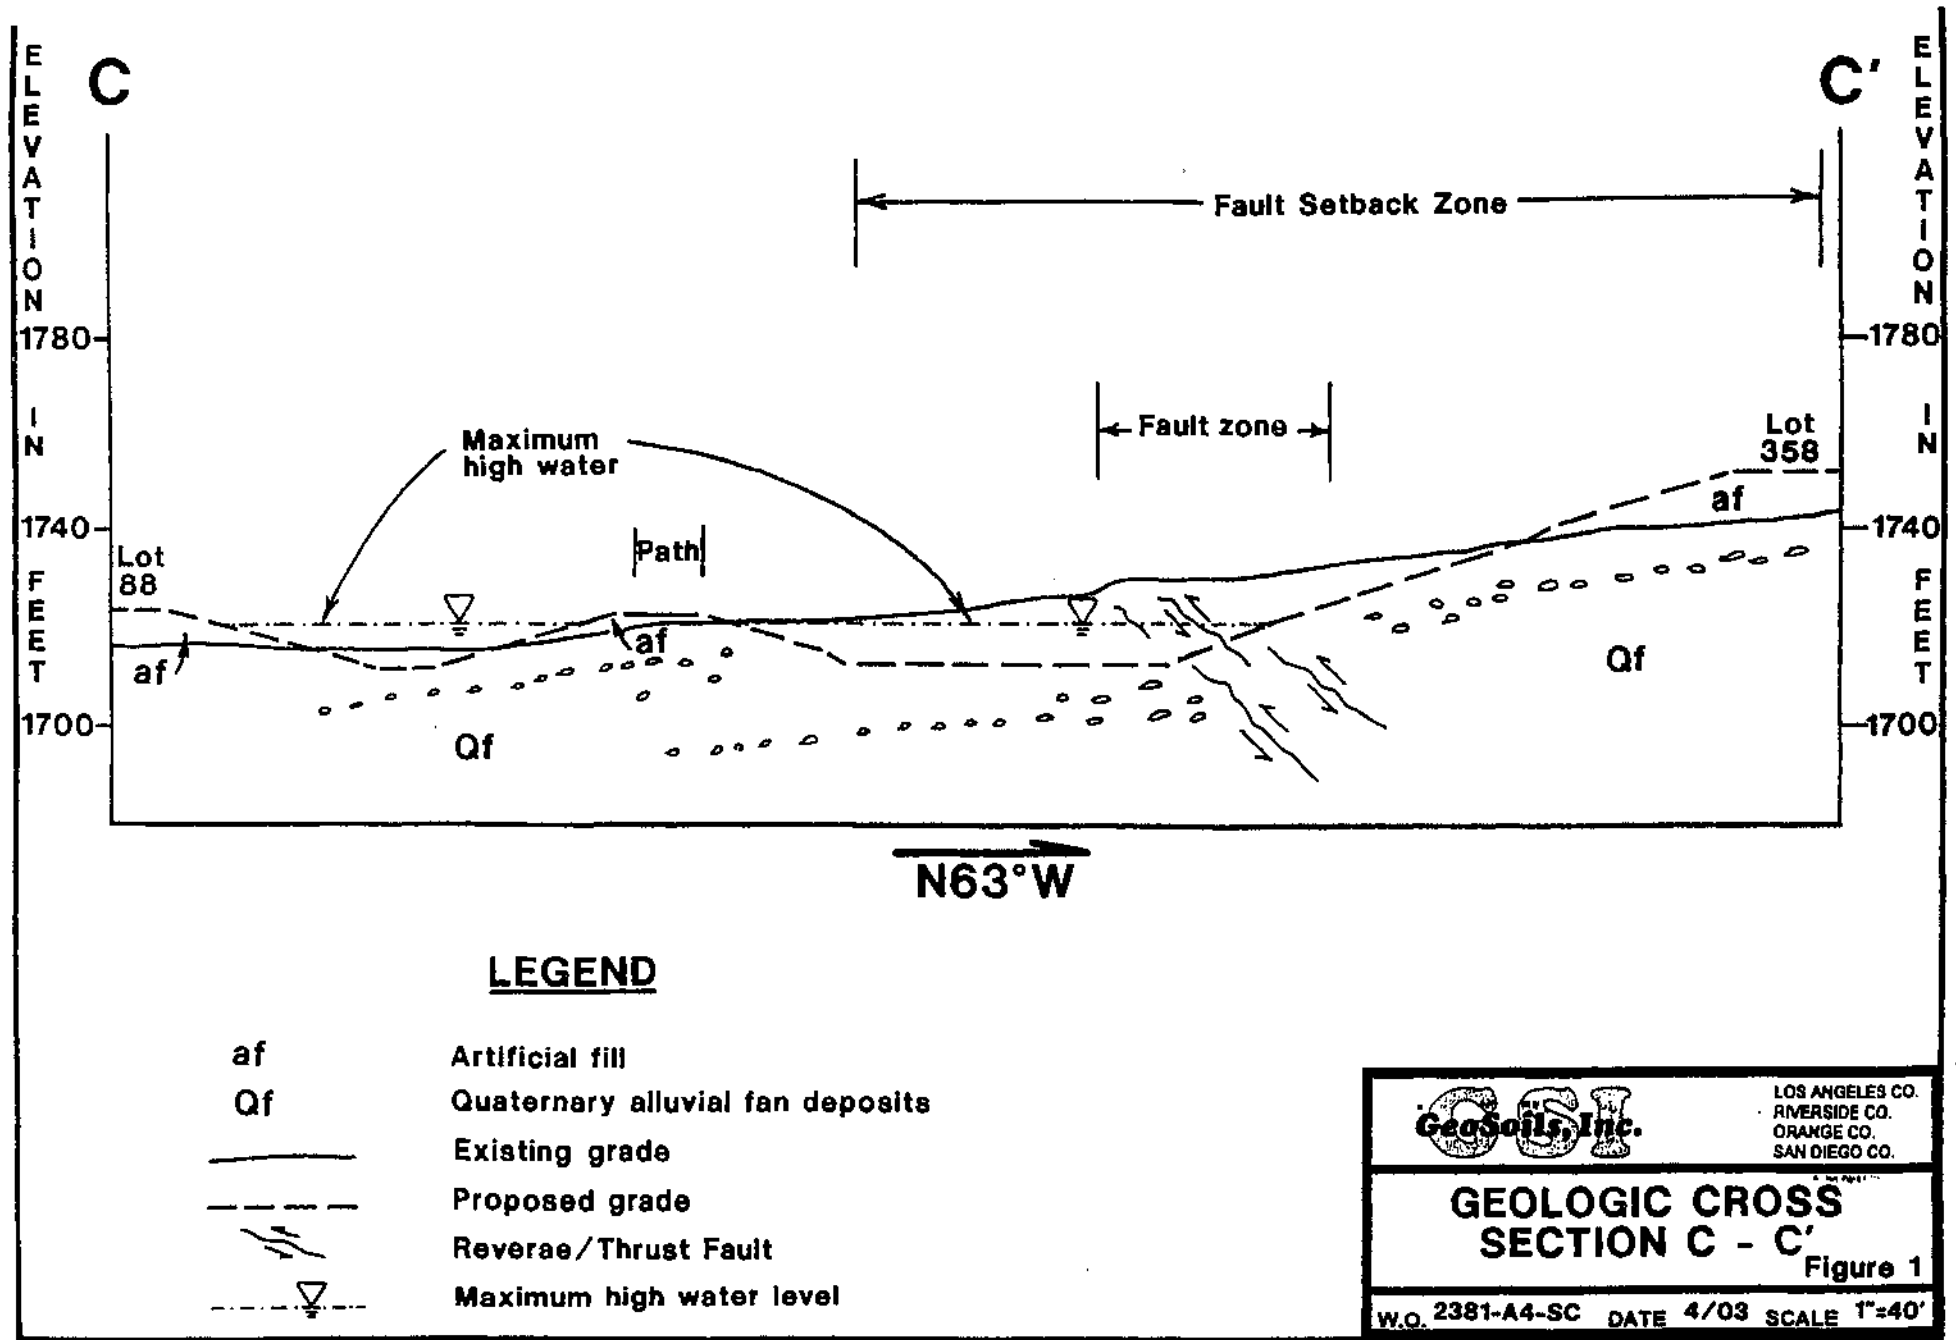 C
C'
ELEVATION IN FEET
ELEVATION IN FEET
Fault Setback Zone
1780
1780
Fault zone
Maximum
high water
Lot
358
af
1740
1740
Path
Lot
88
af
af
Qf
Qf
1700
1700
N63°W
LEGEND
af Artificial fill
Qf Quaternary alluvial fan deposits
Existing grade
Proposed grade
Reverae/Thrust Fault
Maximum high water level
GSI
GeoSoils, Inc.
LOS ANGELES CO.
RIVERSIDE CO.
ORANGE CO.
SAN DIEGO CO.
GEOLOGIC CROSS
SECTION C - C'
Figure 1
W.O. 2381-A4-SC DATE 4/03 SCALE 1"=40'